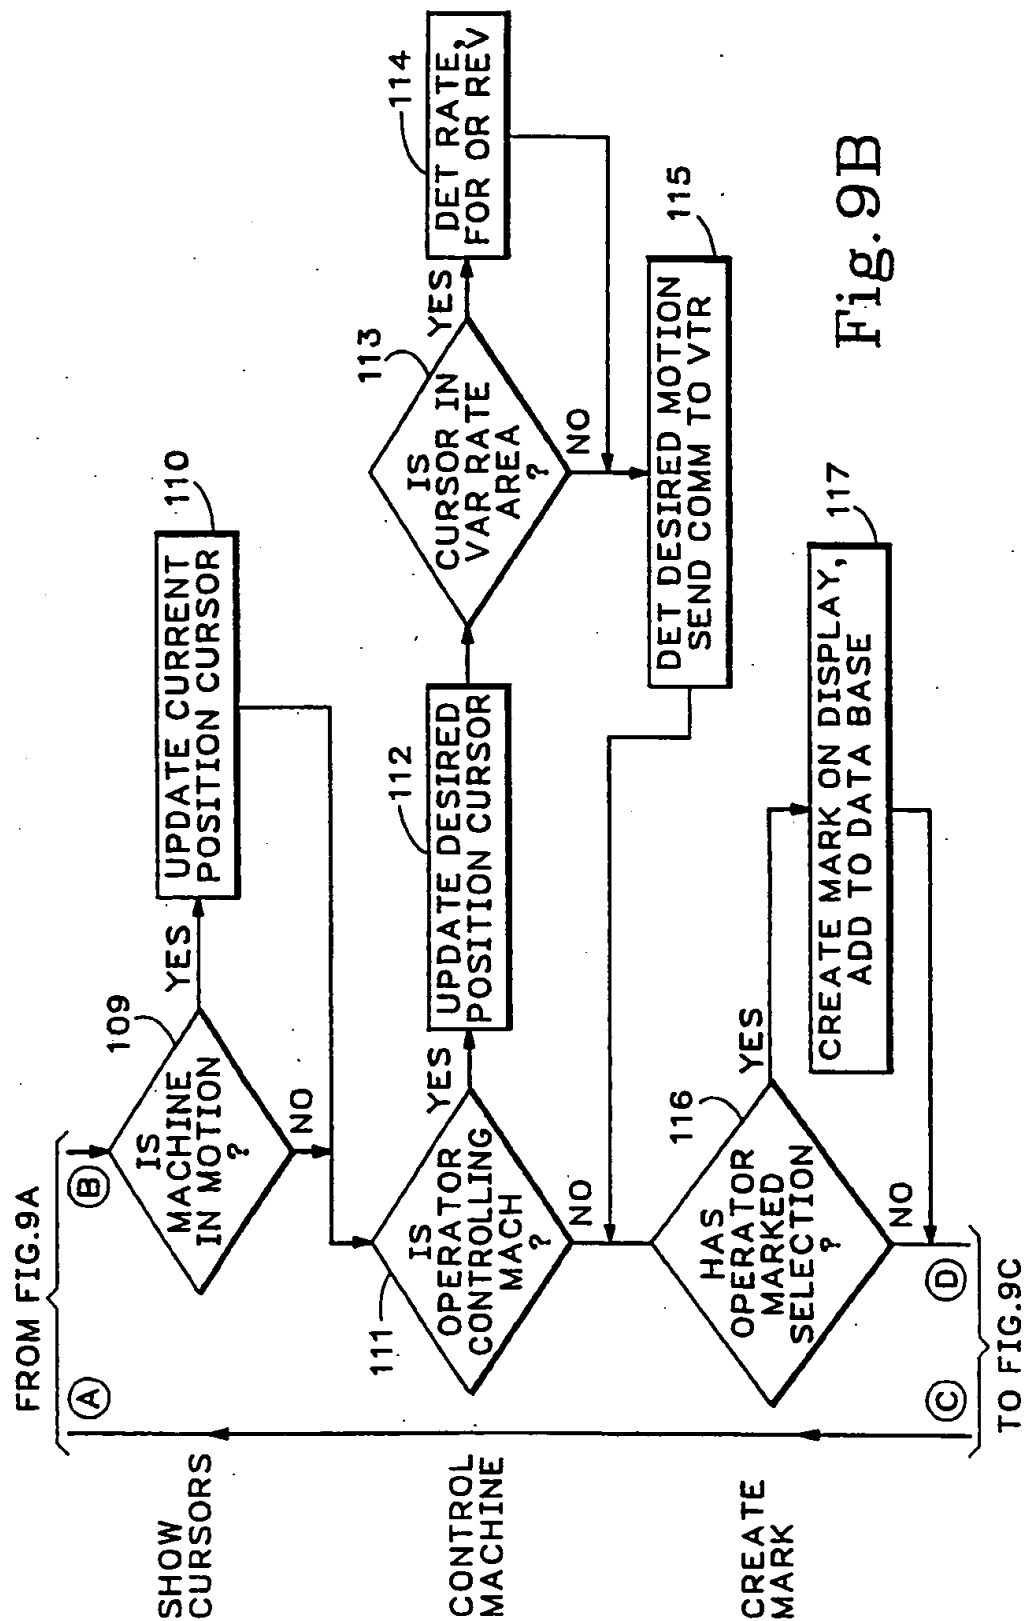 FROM FIG.9A
A
B
SHOW
CURSORS
IS
MACHINE
IN MOTION
?
109
YES
NO
UPDATE CURRENT
POSITION CURSOR
110
CONTROL
MACHINE
111
IS
OPERATOR
CONTROLLING
MACH
?
YES
NO
UPDATE DESIRED
POSITION CURSOR
112
IS
CURSOR IN
VAR RATE
AREA
?
113
YES
NO
DET RATE,
FOR OR REV
114
DET DESIRED MOTION
SEND COMM TO VTR
115
CREATE
MARK
HAS
OPERATOR
MARKED
SELECTION
?
116
YES
NO
CREATE MARK ON DISPLAY,
ADD TO DATA BASE
117
C
D
TO FIG.9C
Fig.9B